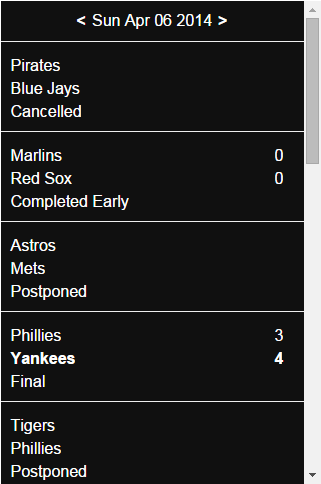 < Sun Apr 06 2014 >
Pirates
Blue Jays
Cancelled
Marlins 0
Red Sox 0
Completed Early
Astros
Mets
Postponed
Phillies 3
Yankees 4
Final
Tigers
Phillies
Postponed